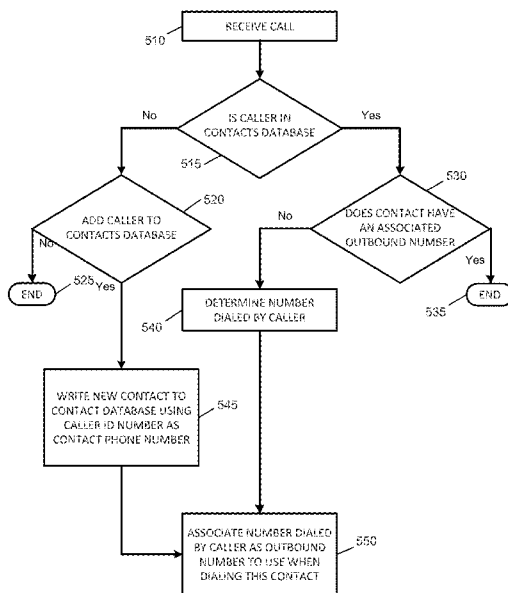 510
RECEIVE CALL
No
IS CALLER IN
CONTACTS DATABASE
Yes
515
520
530
ADD CALLER TO
CONTACTS DATABASE
No
DOES CONTACT HAVE
AN ASSOCIATED
OUTBOUND NUMBER
No
END
525
Yes
Yes
END
535
540
DETERMINE NUMBER
DIALED BY CALLER
WRITE NEW CONTACT TO
CONTACT DATABASE USING
CALLER ID NUMBER AS
CONTACT PHONE NUMBER
545
ASSOCIATE NUMBER DIALED
BY CALLER AS OUTBOUND
NUMBER TO USE WHEN
DIALING THIS CONTACT
550